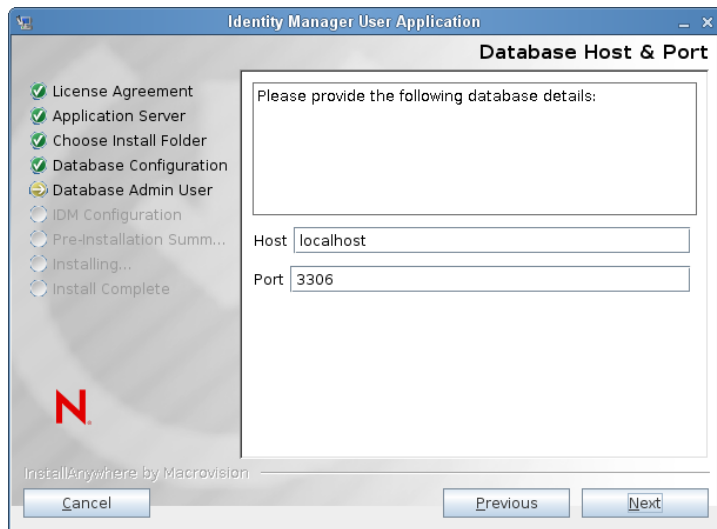 Identity Manager User Application
Database Host & Port
License Agreement
Application Server
Choose Install Folder
Database Configuration
Database Admin User
IDM Configuration
Pre-Installation Summ...
Installing...
Install Complete
Please provide the following database details:
Host localhost
Port 3306
N
InstallAnywhere by Macrovision
Cancel
Previous
Next